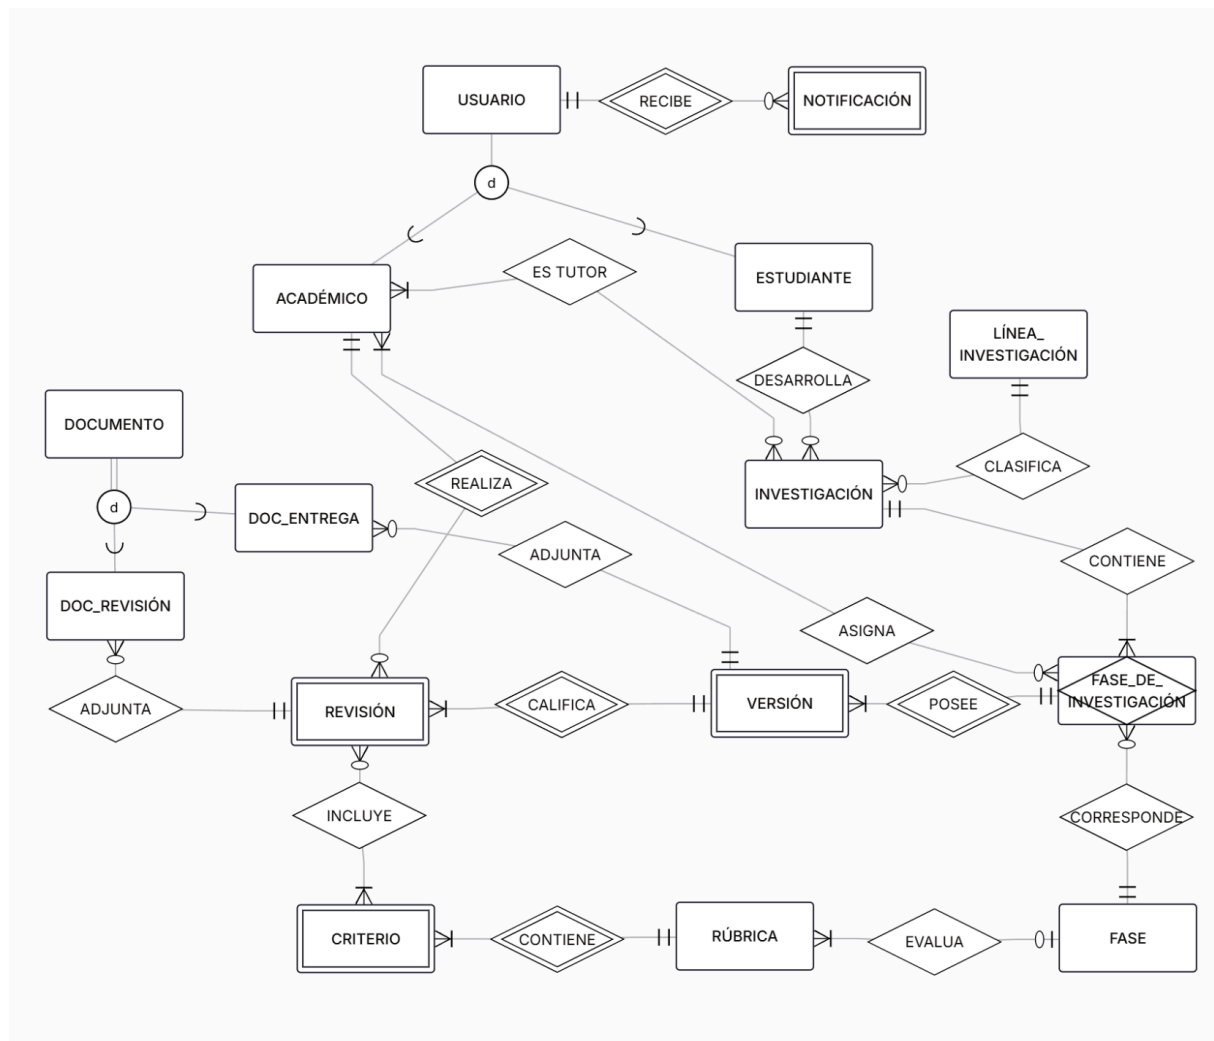 USUARIO
RECIBE
NOTIFICACIÓN
d
ES TUTOR
ESTUDIANTE
ACADÉMICO
LÍNEA_
INVESTIGACIÓN
DESARROLLA
DOCUMENTO
CLASIFICA
REALIZA
INVESTIGACIÓN
d
DOC_ENTREGA
ADJUNTA
CONTIENE
DOC_REVISIÓN
ASIGNA
FASE_DE_
INVESTIGACIÓN
ADJUNTA
REVISIÓN
CALIFICA
VERSIÓN
POSEE
INCLUYE
CORRESPONDE
CRITERIO
CONTIENE
RÚBRICA
EVALUA
FASE